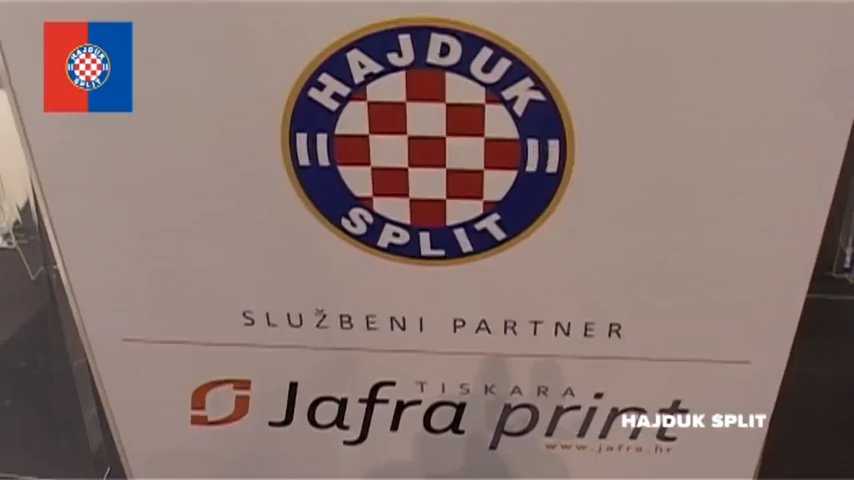 HAJDUK
SPLIT
HAJDUK
SPLIT
SLUŽBENI PARTNER
TISKARA
Jafra print
HAJDUK SPLIT
www.jafra.hr